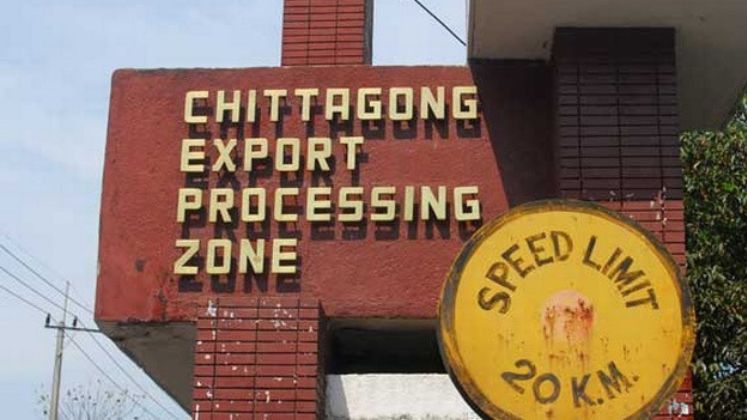 CHITTAGONG
EXPORT
PROCESSING
ZONE
SPEED LIMIT
20 K.M.